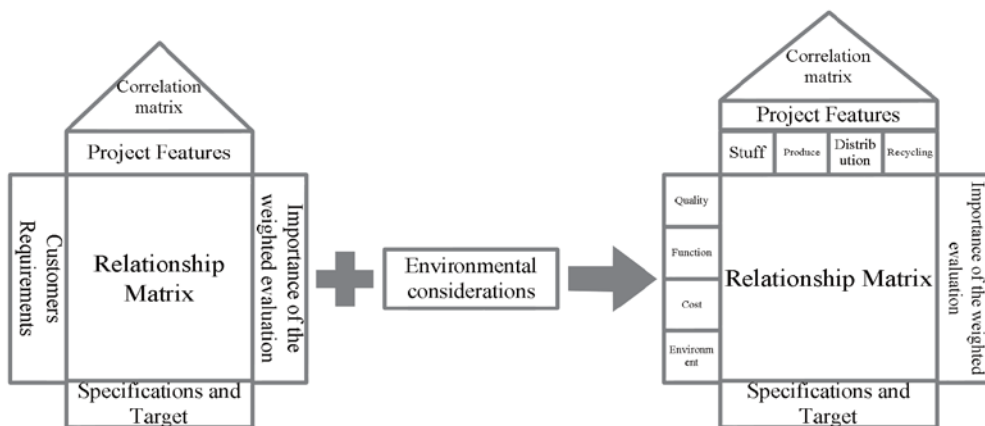 Correlation
matrix
Project Features
Customers
Requirements
Relationship
Matrix
Importance of the
weighted evaluation
Specifications and
Target
Environmental
considerations
Correlation
matrix
Project Features
Stuff
Produce
Distrib
ution
Recycling
Quality
Function
Cost
Environm
ent
Relationship Matrix
Importance of the weighted
evaluation
Specifications and
Target